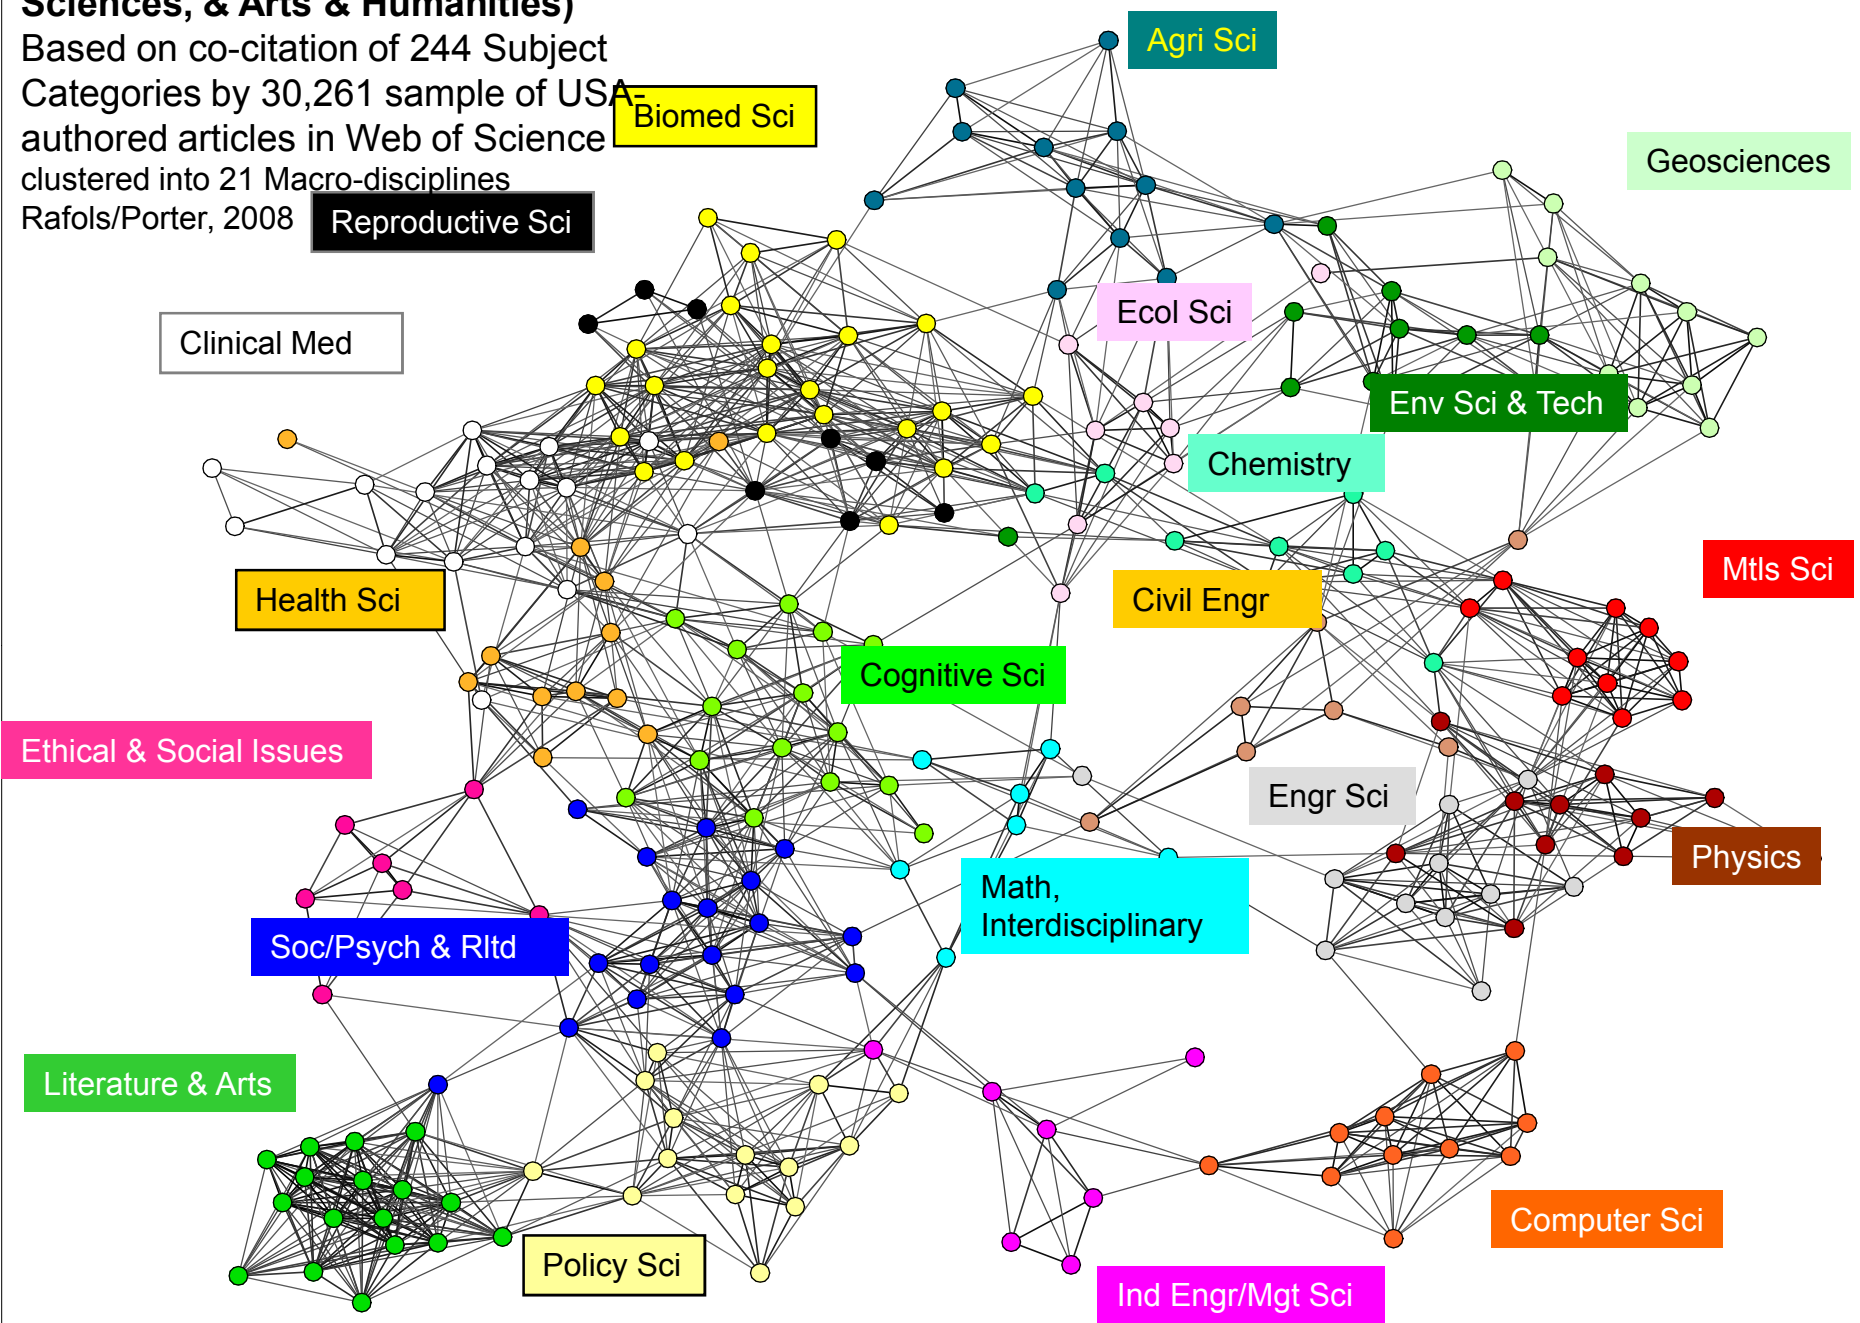 Sciences, & Arts & Humanities)
Based on co-citation of 244 Subject
Categories by 30,261 sample of USA-
authored articles in Web of Science
clustered into 21 Macro-disciplines
Rafols/Porter, 2008
Agri Sci
Biomed Sci
Geosciences
Reproductive Sci
Ecol Sci
Clinical Med
Env Sci & Tech
Chemistry
Mtls Sci
Health Sci
Civil Engr
Cognitive Sci
Ethical & Social Issues
Engr Sci
Physics
Math,
Interdisciplinary
Soc/Psych & Rltd
Literature & Arts
Computer Sci
Policy Sci
Ind Engr/Mgt Sci